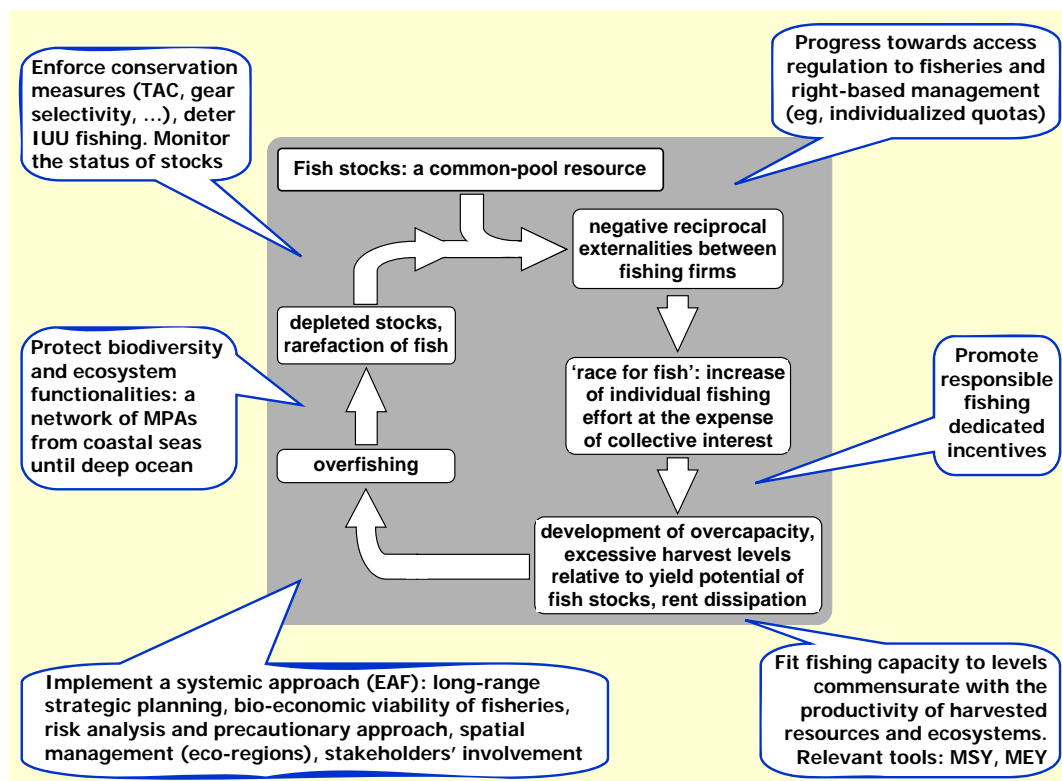 Enforce conservation
measures (TAC, gear
selectivity, ...), deter
IUU fishing. Monitor
the status of stocks
Progress towards access
regulation to fisheries and
right-based management
(eg, individualized quotas)
Fish stocks: a common-pool resource
negative reciprocal
externalities between
fishing firms
depleted stocks,
rarefaction of fish
Protect biodiversity
and ecosystem
functionalities: a
network of MPAs
from coastal seas
until deep ocean
‘race for fish’: increase
of individual fishing
effort at the expense
of collective interest
Promote
responsible
fishing
dedicated
incentives
overfishing
development of overcapacity,
excessive harvest levels
relative to yield potential of
fish stocks, rent dissipation
Implement a systemic approach (EAF): long-range
strategic planning, bio-economic viability of fisheries,
risk analysis and precautionary approach, spatial
management (eco-regions), stakeholders’ involvement
Fit fishing capacity to levels
commensurate with the
productivity of harvested
resources and ecosystems.
Relevant tools: MSY, MEY